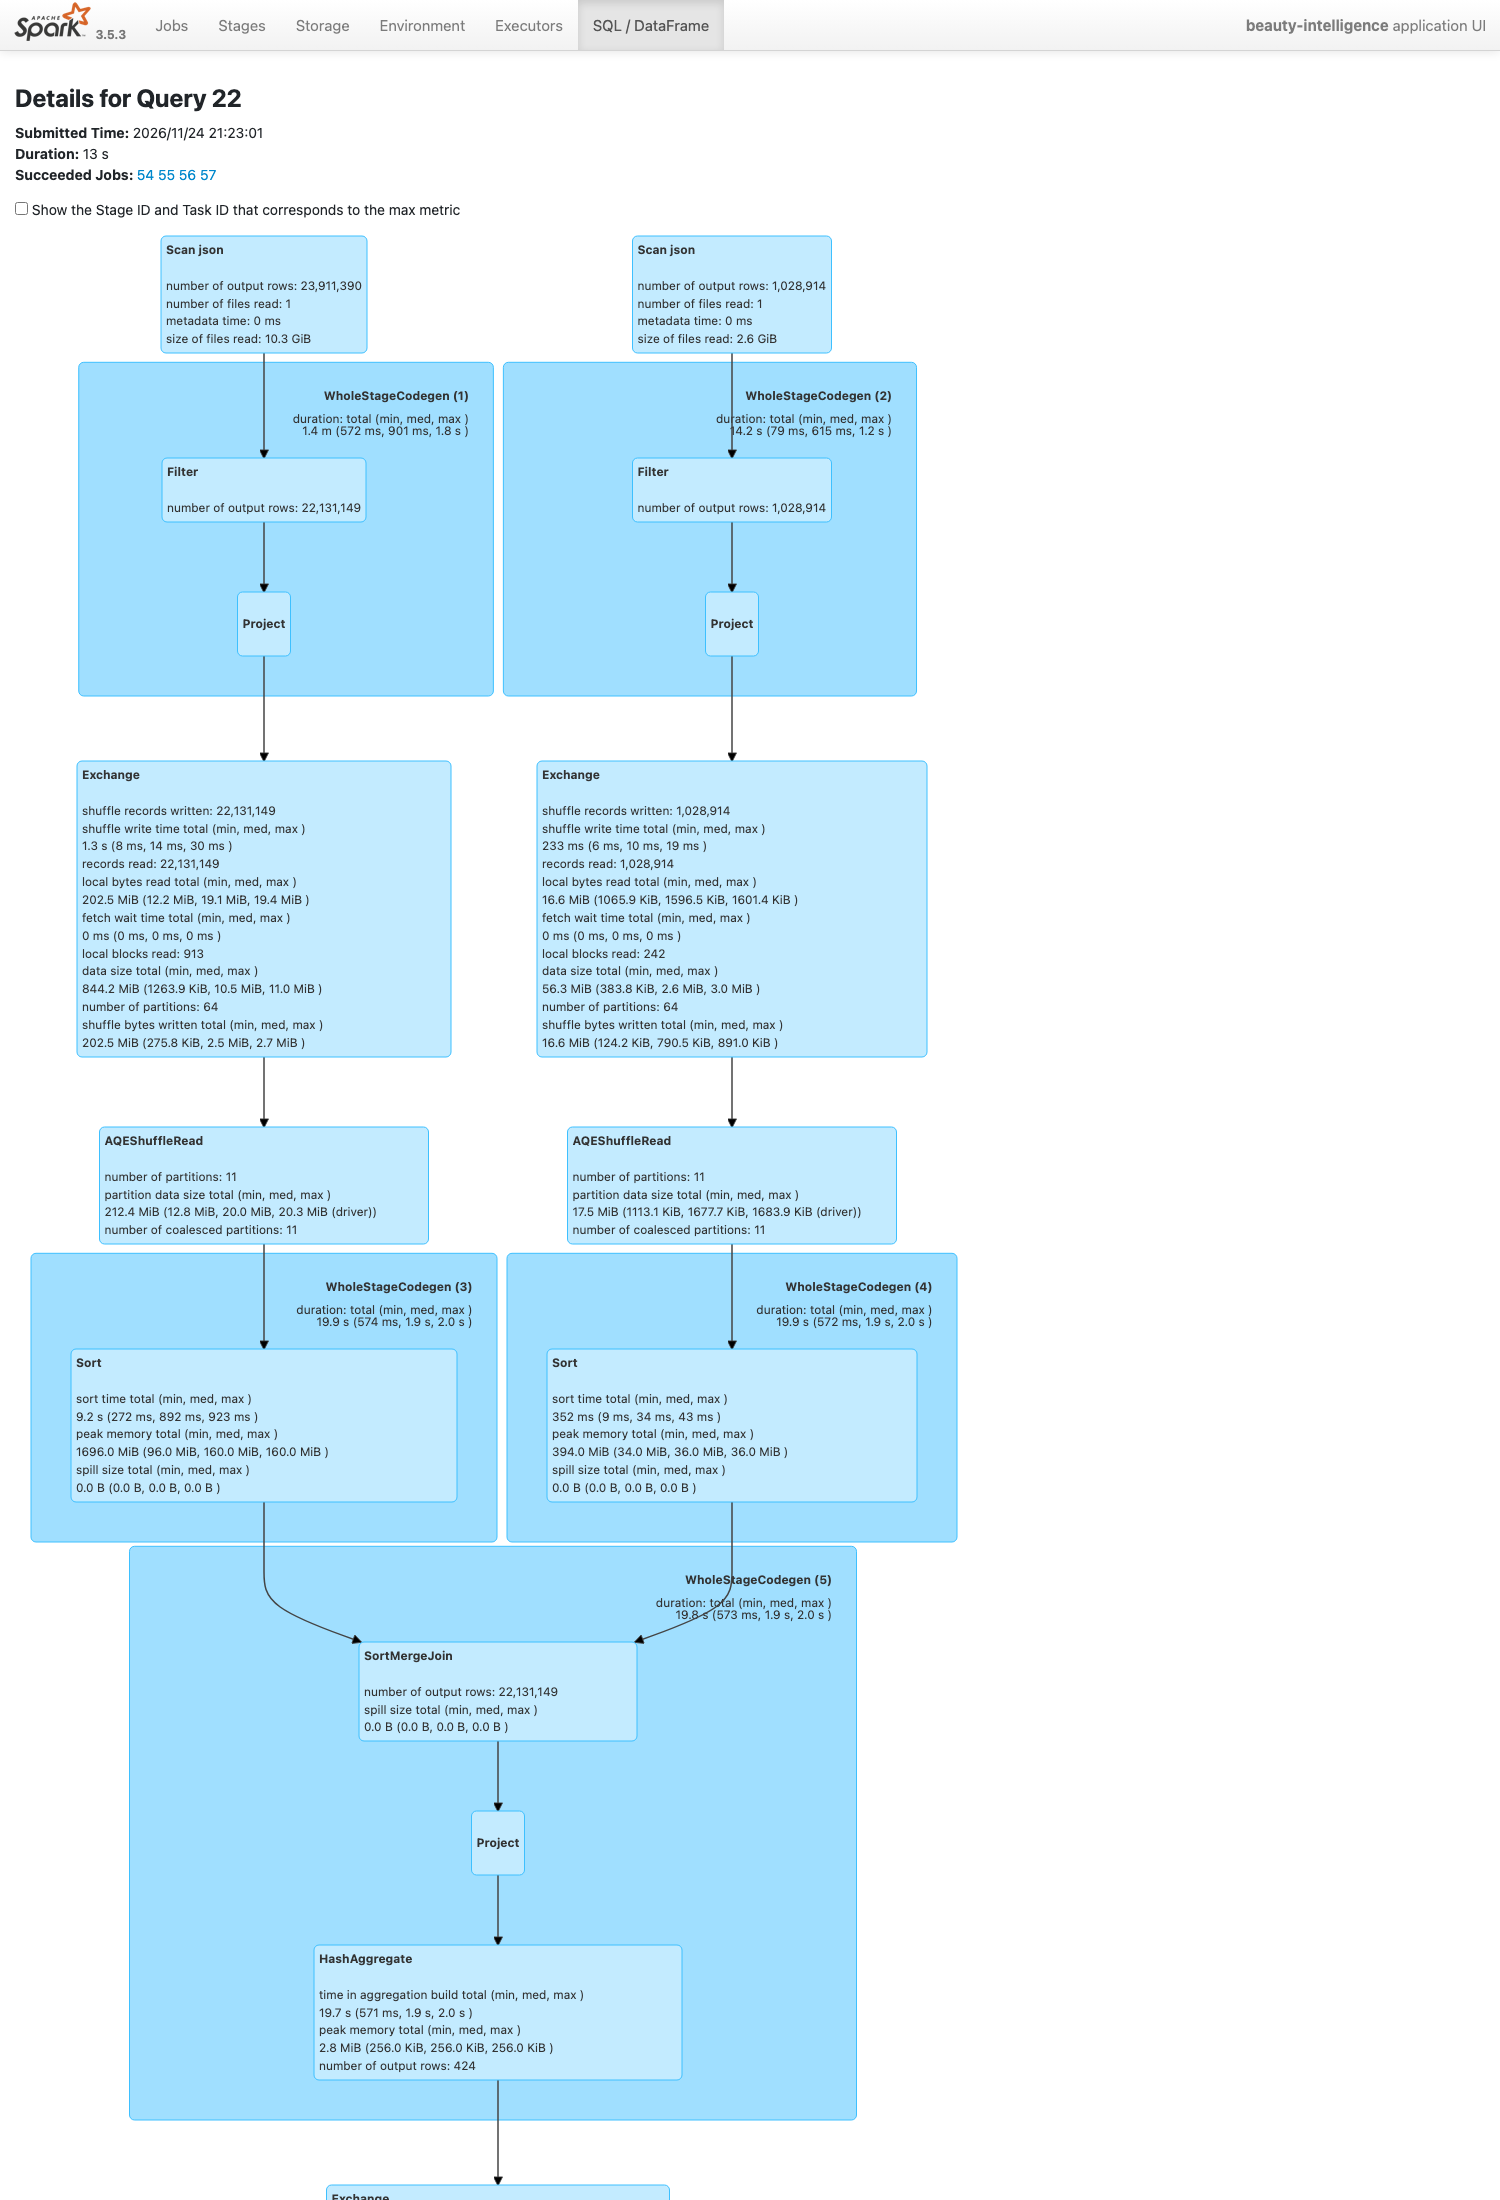 APACHE
Spark 3.5.3
Jobs
Stages
Storage
Environment
Executors
SQL / DataFrame
beauty-intelligence application UI
Details for Query 22
Submitted Time: 2026/11/24 21:23:01
Duration: 13 s
Succeeded Jobs: 54 55 56 57
Show the Stage ID and Task ID that corresponds to the max metric
Scan json
number of output rows: 23,911,390
number of files read: 1
metadata time: 0 ms
size of files read: 10.3 GiB
Scan json
number of output rows: 1,028,914
number of files read: 1
metadata time: 0 ms
size of files read: 2.6 GiB
WholeStageCodegen (1)
duration: total (min, med, max )
1.4 m (572 ms, 901 ms, 1.8 s )
Filter
number of output rows: 22,131,149
Project
WholeStageCodegen (2)
duration: total (min, med, max )
14.2 s (79 ms, 615 ms, 1.2 s )
Filter
number of output rows: 1,028,914
Project
Exchange
shuffle records written: 22,131,149
shuffle write time total (min, med, max )
1.3 s (8 ms, 14 ms, 30 ms )
records read: 22,131,149
local bytes read total (min, med, max )
202.5 MiB (12.2 MiB, 19.1 MiB, 19.4 MiB )
fetch wait time total (min, med, max )
0 ms (0 ms, 0 ms, 0 ms )
local blocks read: 913
data size total (min, med, max )
844.2 MiB (1263.9 KiB, 10.5 MiB, 11.0 MiB )
number of partitions: 64
shuffle bytes written total (min, med, max )
202.5 MiB (275.8 KiB, 2.5 MiB, 2.7 MiB )
Exchange
shuffle records written: 1,028,914
shuffle write time total (min, med, max )
233 ms (6 ms, 10 ms, 19 ms )
records read: 1,028,914
local bytes read total (min, med, max )
16.6 MiB (1065.9 KiB, 1596.5 KiB, 1601.4 KiB )
fetch wait time total (min, med, max )
0 ms (0 ms, 0 ms, 0 ms )
local blocks read: 242
data size total (min, med, max )
56.3 MiB (383.8 KiB, 2.6 MiB, 3.0 MiB )
number of partitions: 64
shuffle bytes written total (min, med, max )
16.6 MiB (124.2 KiB, 790.5 KiB, 891.0 KiB )
AQEShuffleRead
number of partitions: 11
partition data size total (min, med, max )
212.4 MiB (12.8 MiB, 20.0 MiB, 20.3 MiB (driver))
number of coalesced partitions: 11
AQEShuffleRead
number of partitions: 11
partition data size total (min, med, max )
17.5 MiB (1113.1 KiB, 1677.7 KiB, 1683.9 KiB (driver))
number of coalesced partitions: 11
WholeStageCodegen (3)
duration: total (min, med, max )
19.9 s (574 ms, 1.9 s, 2.0 s )
Sort
sort time total (min, med, max )
9.2 s (272 ms, 892 ms, 923 ms )
peak memory total (min, med, max )
1696.0 MiB (96.0 MiB, 160.0 MiB, 160.0 MiB )
spill size total (min, med, max )
0.0 B (0.0 B, 0.0 B, 0.0 B )
WholeStageCodegen (4)
duration: total (min, med, max )
19.9 s (572 ms, 1.9 s, 2.0 s )
Sort
sort time total (min, med, max )
352 ms (9 ms, 34 ms, 43 ms )
peak memory total (min, med, max )
394.0 MiB (34.0 MiB, 36.0 MiB, 36.0 MiB )
spill size total (min, med, max )
0.0 B (0.0 B, 0.0 B, 0.0 B )
WholeStageCodegen (5)
duration: total (min, med, max )
19.8 s (573 ms, 1.9 s, 2.0 s )
SortMergeJoin
number of output rows: 22,131,149
spill size total (min, med, max )
0.0 B (0.0 B, 0.0 B, 0.0 B )
Project
HashAggregate
time in aggregation build total (min, med, max )
19.7 s (571 ms, 1.9 s, 2.0 s )
peak memory total (min, med, max )
2.8 MiB (256.0 KiB, 256.0 KiB, 256.0 KiB )
number of output rows: 424
Exchange